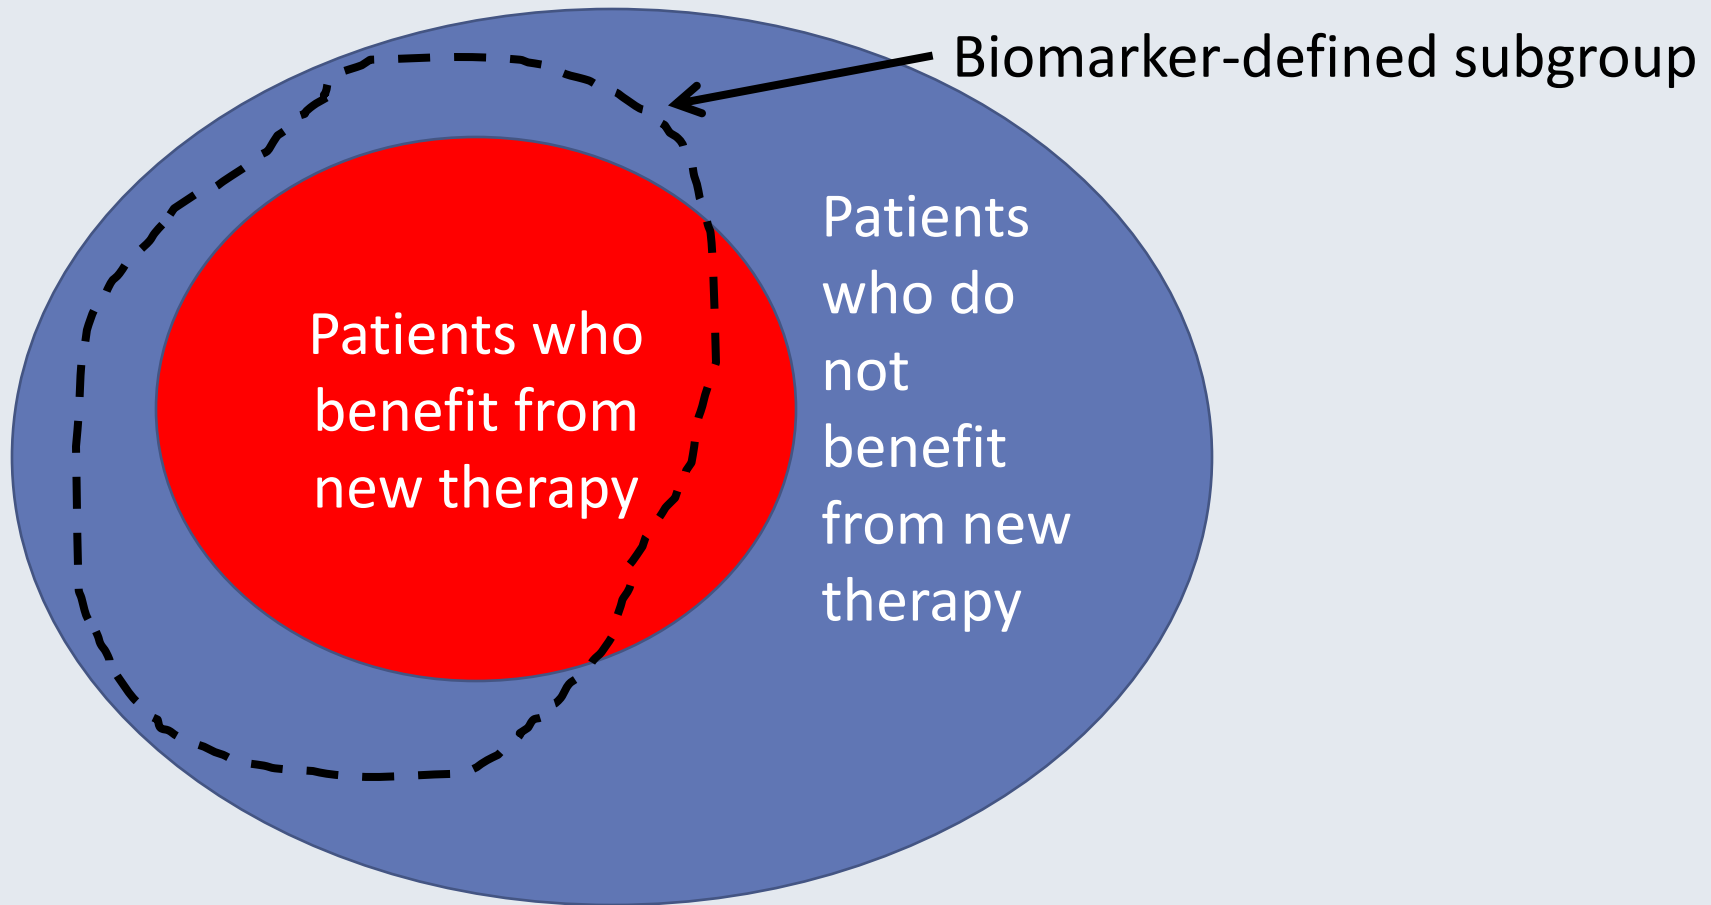 Biomarker-defined subgroup
Patients who
benefit from
new therapy
Patients
who do
not
benefit
from new
therapy